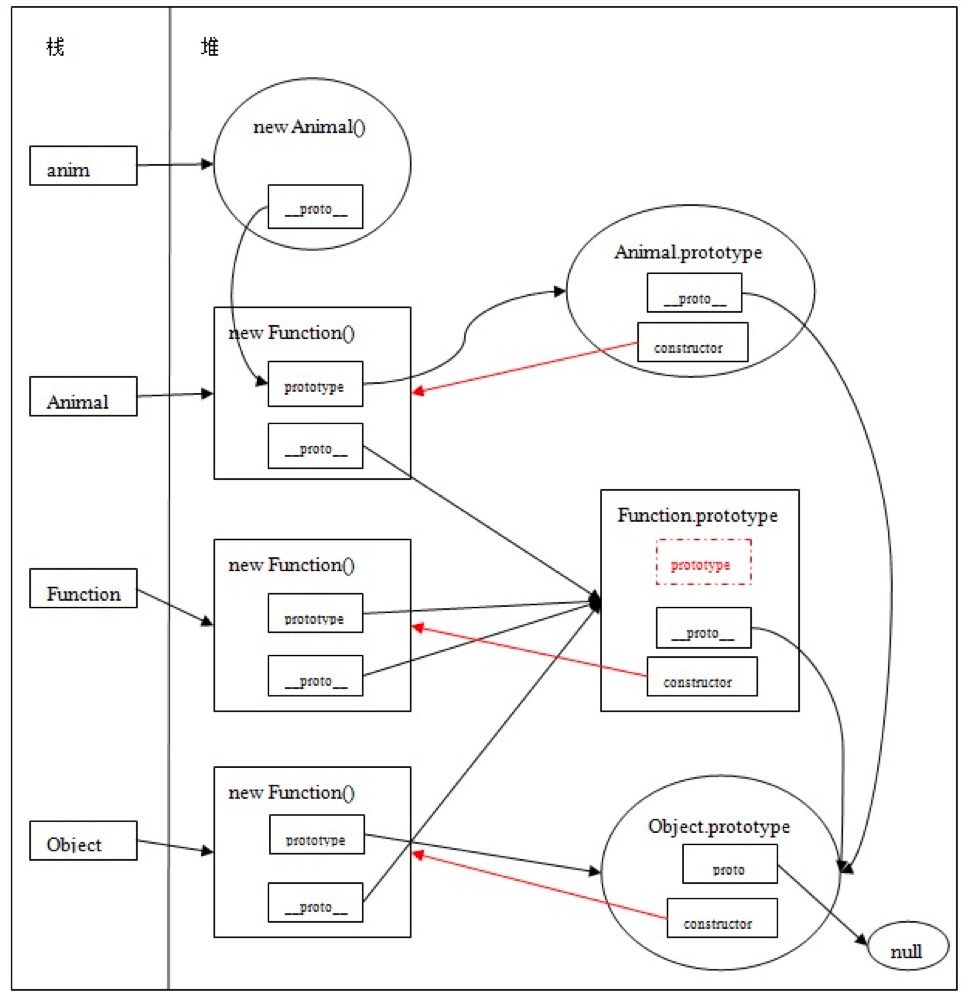 栈
堆
new Animal()
anim
__proto__
Animal.prototype
__proto__
new Function()
constructor
prototype
Animal
__proto__
Function.prototype
new Function()
prototype
Function
prototype
__proto__
__proto__
constructor
new Function()
Object.prototype
prototype
Object
proto
__proto__
constructor
null